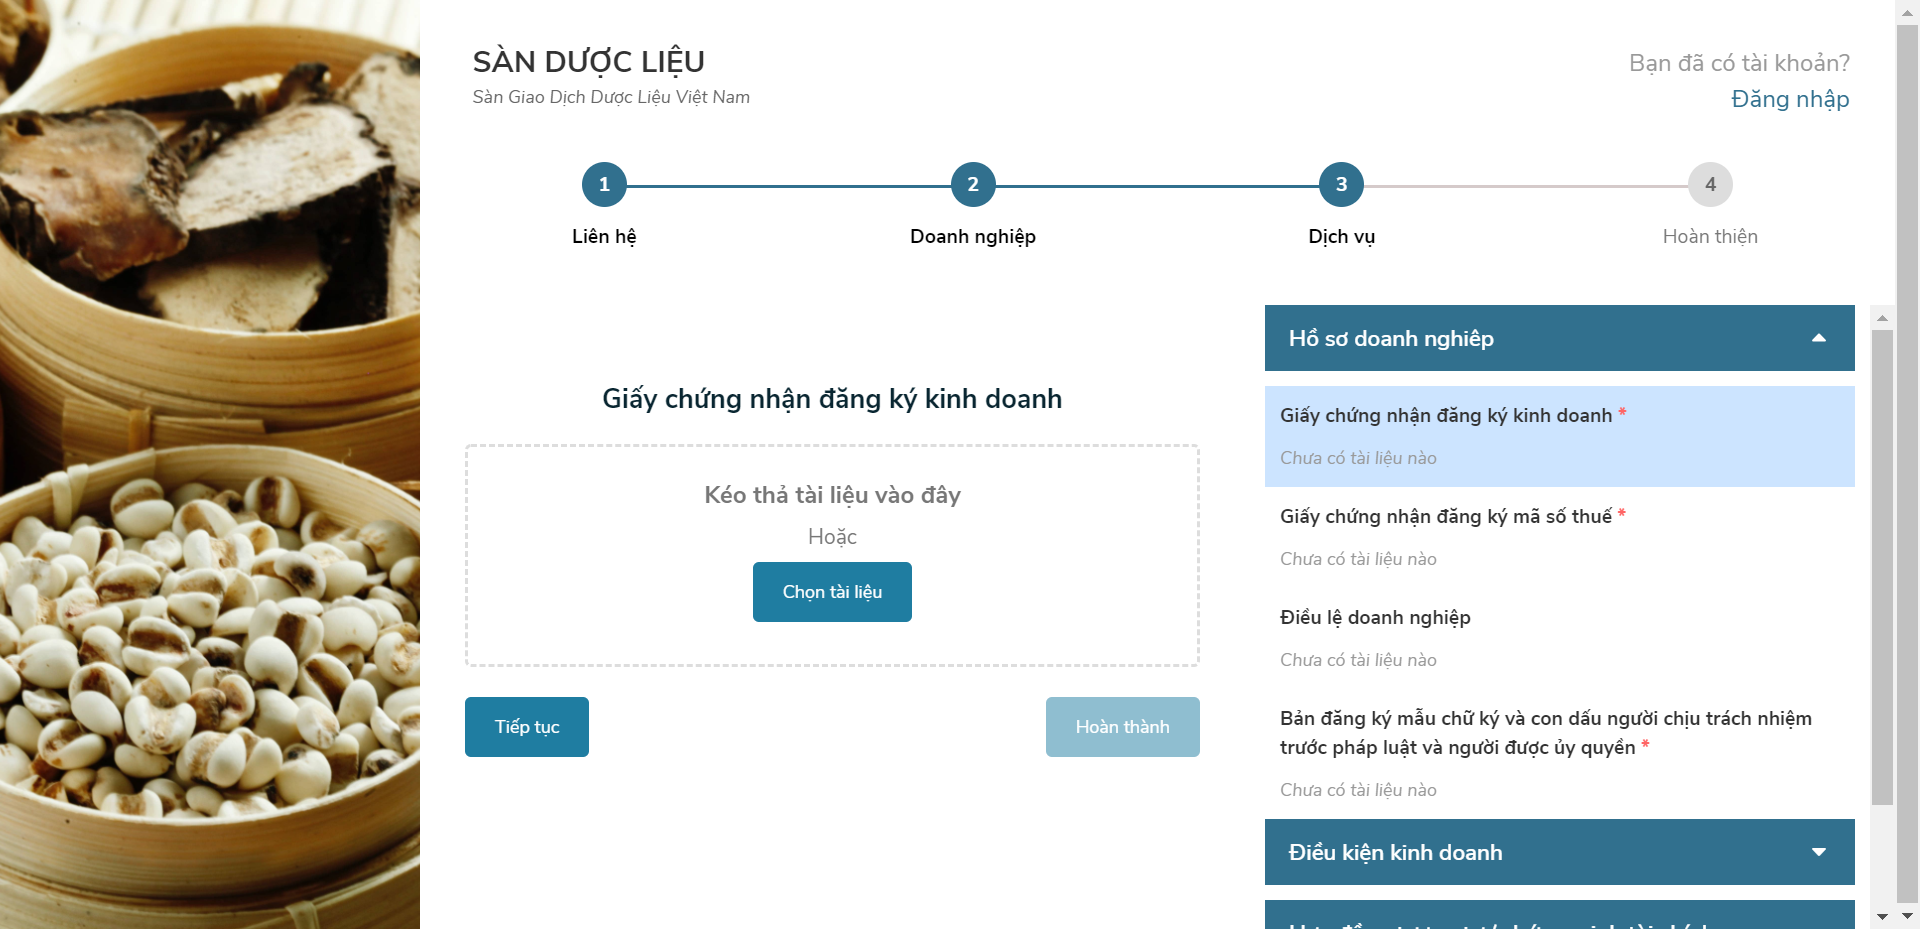 SÀN DƯỢC LIỆU
Sàn Giao Dịch Dược Liệu Việt Nam
Bạn đã có tài khoản?
Đăng nhập
1
2
3
4
Liên hệ
Doanh nghiệp
Dịch vụ
Hoàn thiện
Giấy chứng nhận đăng ký kinh doanh
Kéo thả tài liệu vào đây
Hoặc
Chọn tài liệu
Tiếp tục
Hoàn thành
Hồ sơ doanh nghiêp
Giấy chứng nhận đăng ký kinh doanh *
Chưa có tài liệu nào
Giấy chứng nhận đăng ký mã số thuế *
Chưa có tài liệu nào
Điều lệ doanh nghiệp
Chưa có tài liệu nào
Bản đăng ký mẫu chữ ký và con dấu người chịu trách nhiệm
trước pháp luật và người được ủy quyền *
Chưa có tài liệu nào
Điều kiện kinh doanh